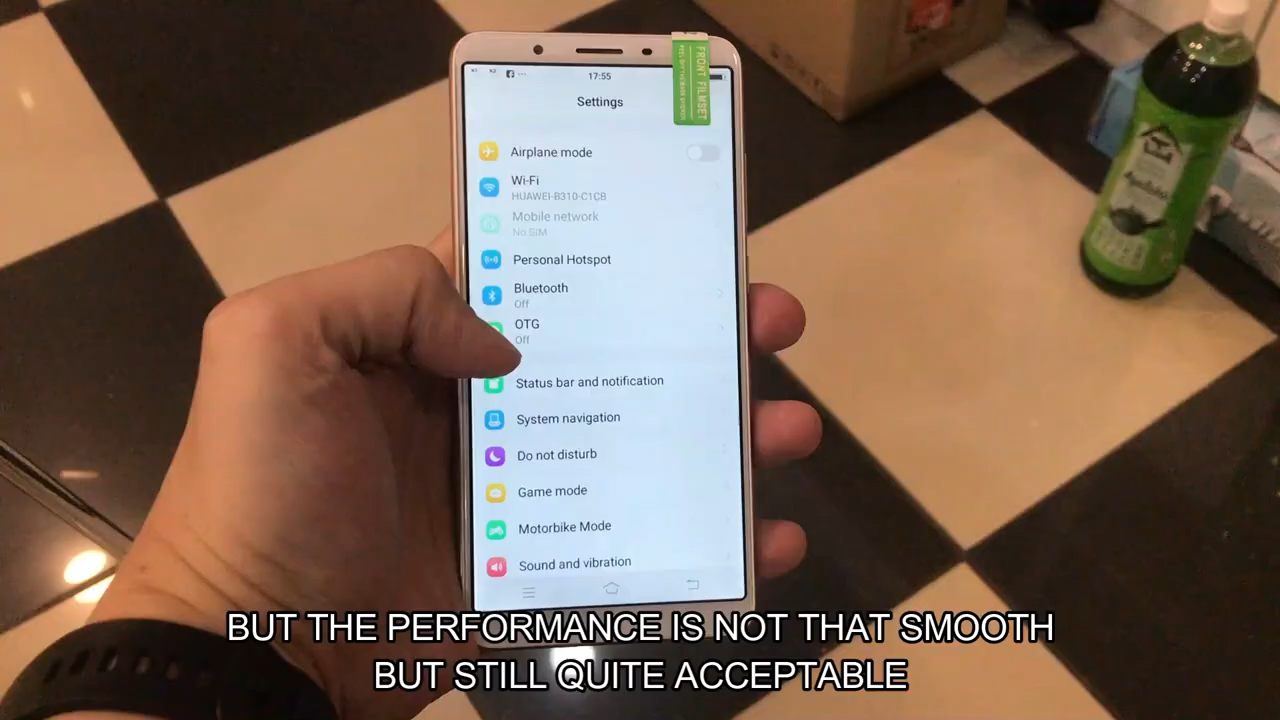 17:55
FRONT FILMSET
Settings
Airplane mode
Wi-Fi
HUAWEI-B310-C1CB
Mobile network
No SIM
Personal Hotspot
Bluetooth
Off
OTG
Off
Status bar and notification
System navigation
Do not disturb
Game mode
Motorbike Mode
Sound and vibration
BUT THE PERFORMANCE IS NOT THAT SMOOTH
BUT STILL QUITE ACCEPTABLE